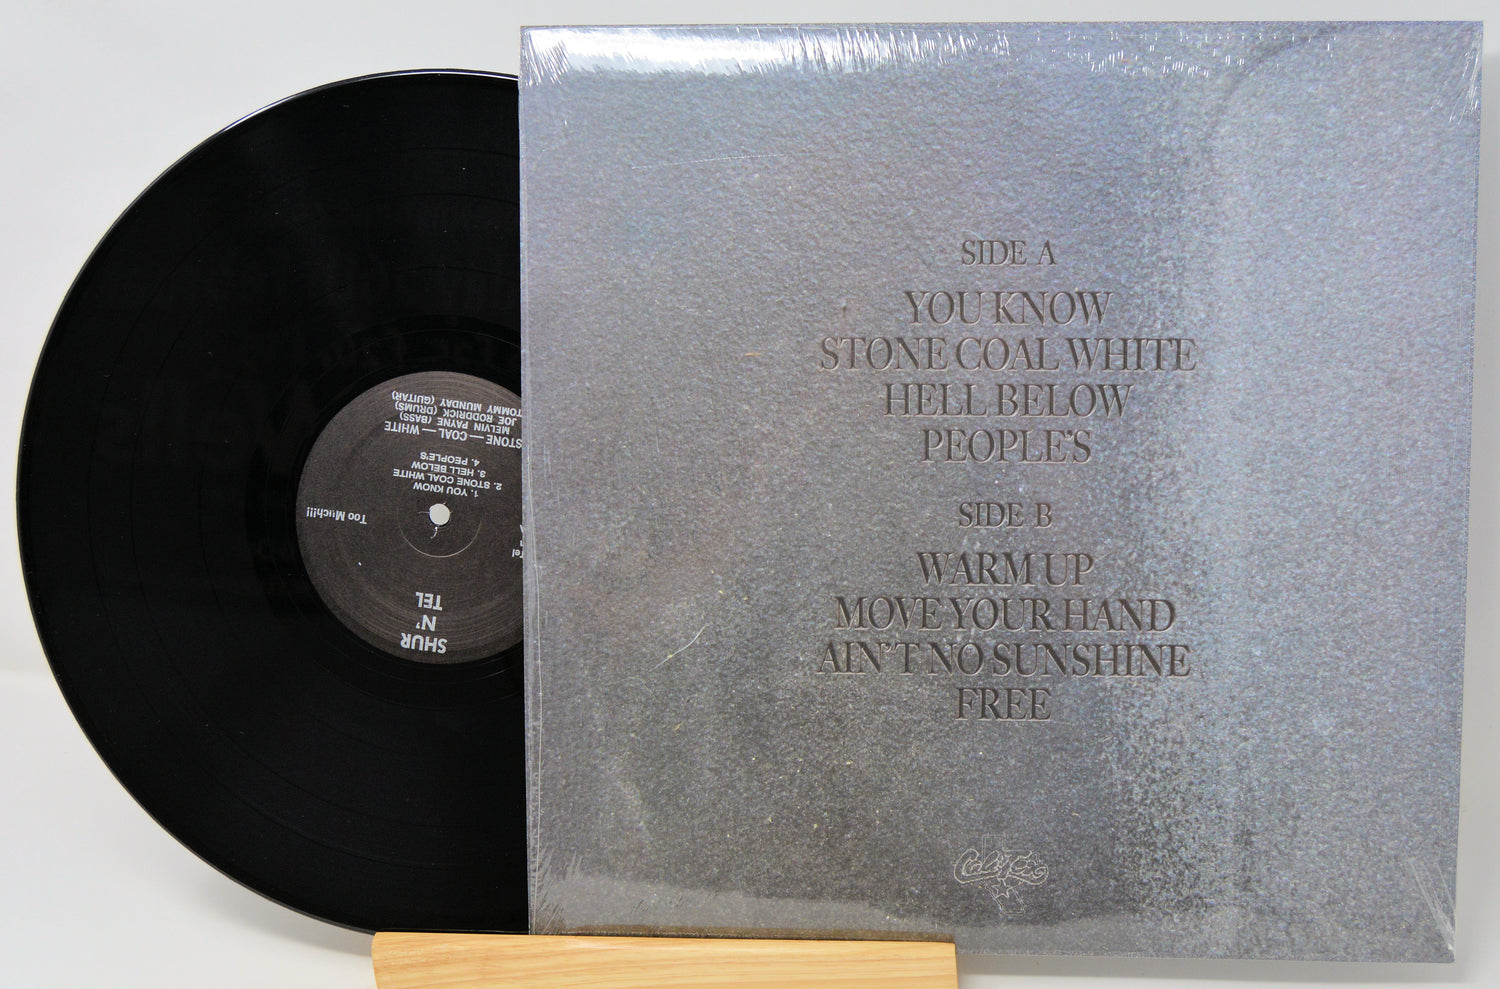 SIDE A
YOU KNOW
STONE COAL WHITE
HELL BELOW
PEOPLE'S
SIDE B
WARM UP
MOVE YOUR HAND
AIN'T NO SUNSHINE
FREE
SHUR
N'
TEL
Too Much!!!
1. YOU KNOW
2. STONE COAL WHITE
3. HELL BELOW
4. PEOPLE'S
STONE — COAL — WHITE
MELVIN PAYNE (BASS)
JOE RODDRICK (DRUMS)
TOMMY MUNDAY (GUITAR)